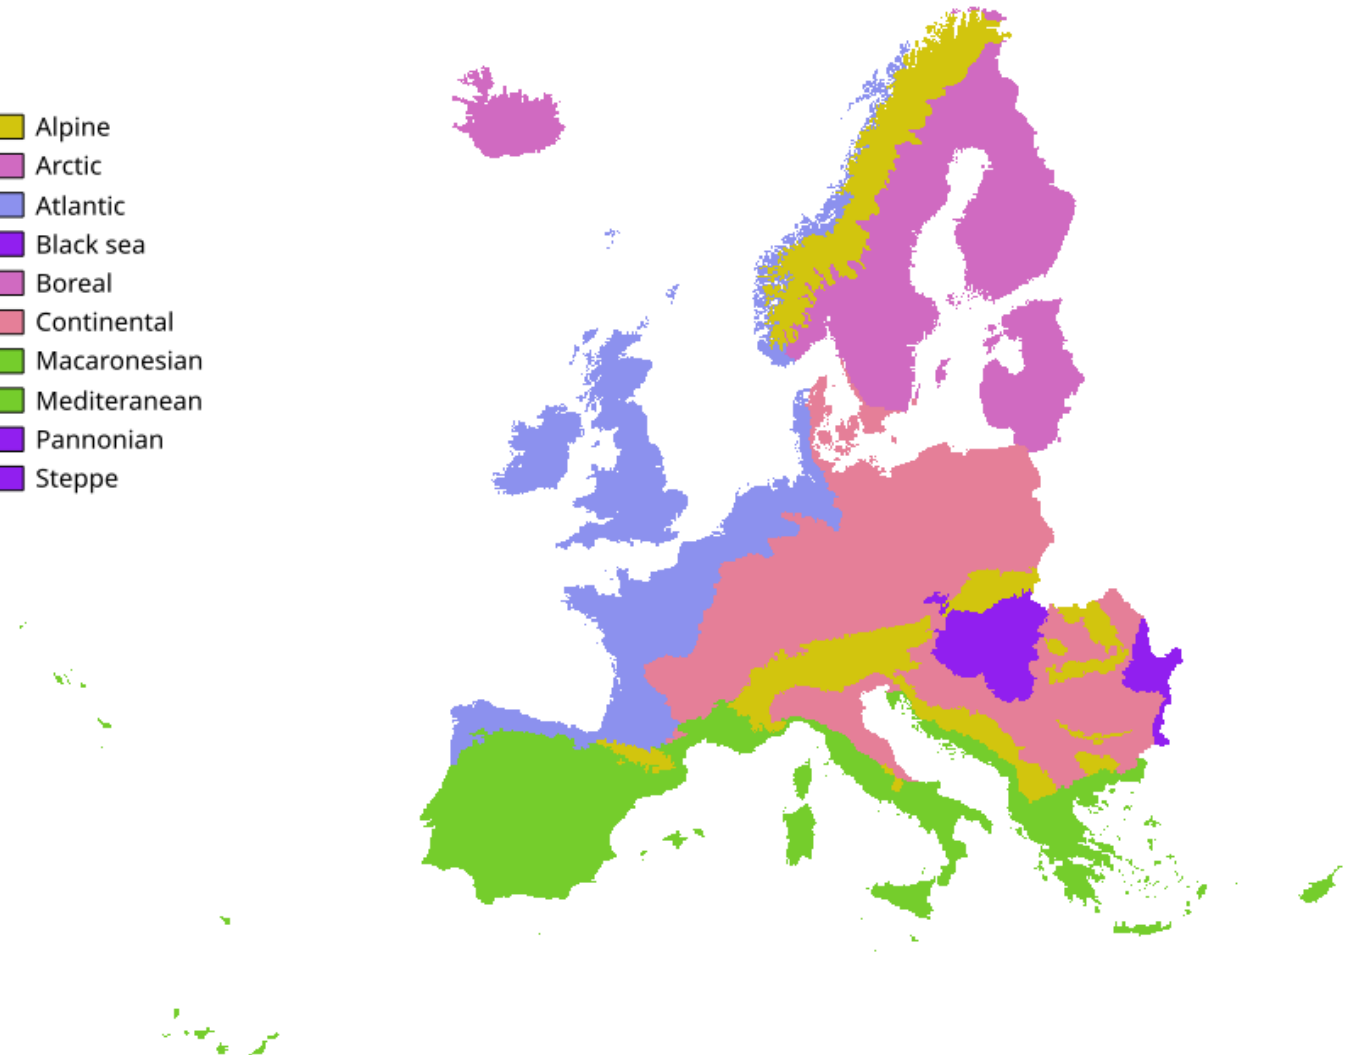 Alpine
Arctic
Atlantic
Black sea
Boreal
Continental
Macaronesian
Mediteranean
Pannonian
Steppe